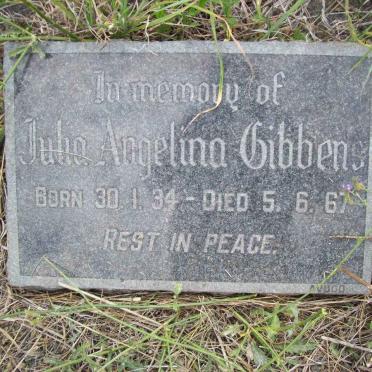 In memory of
Julia Angelina Gibbens
BORN 30. 1. 34 - DIED 5. 6. 67
REST IN PEACE.